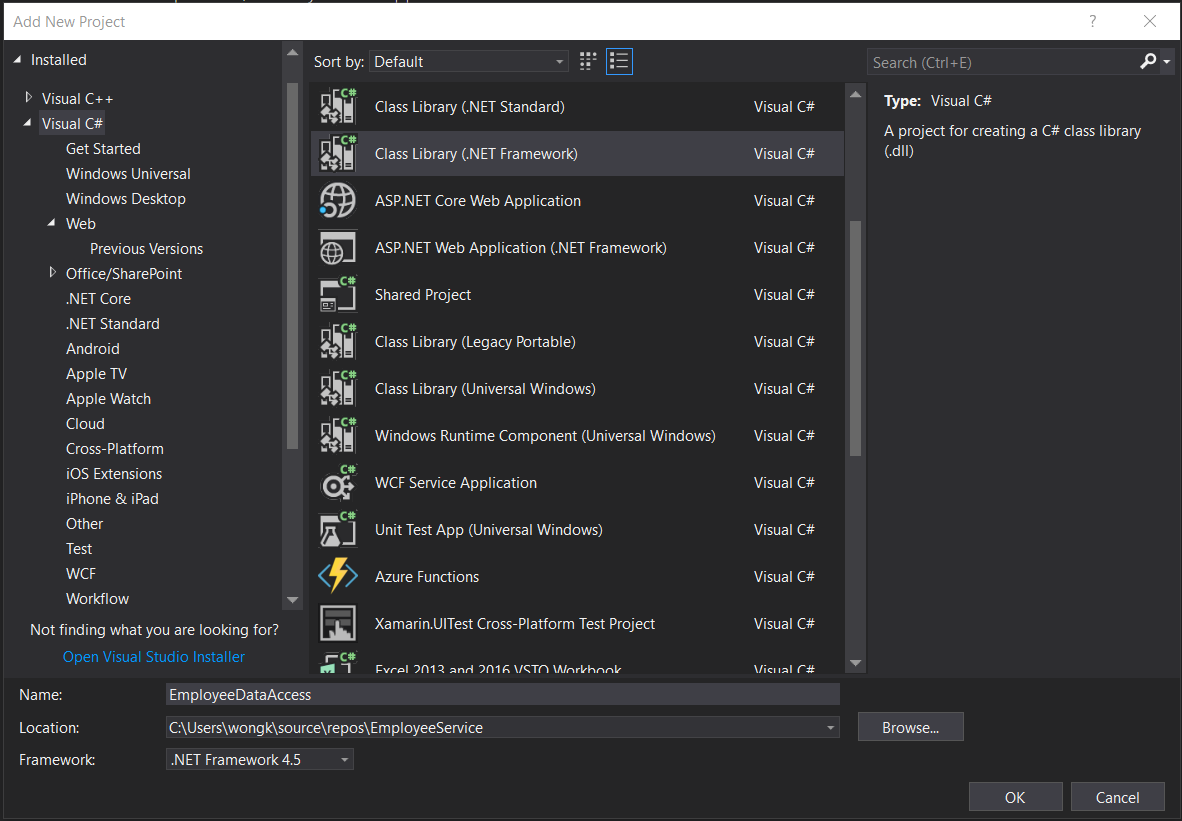 Add New Project
?
Installed
Visual C++
Visual C#
Get Started
Windows Universal
Windows Desktop
Web
Previous Versions
Office/SharePoint
.NET Core
.NET Standard
Android
Apple TV
Apple Watch
Cloud
Cross-Platform
iOS Extensions
iPhone & iPad
Other
Test
WCF
Workflow
Not finding what you are looking for?
Open Visual Studio Installer
Sort by: Default
Class Library (.NET Standard) Visual C#
Class Library (.NET Framework) Visual C#
ASP.NET Core Web Application Visual C#
ASP.NET Web Application (.NET Framework) Visual C#
Shared Project Visual C#
Class Library (Legacy Portable) Visual C#
Class Library (Universal Windows) Visual C#
Windows Runtime Component (Universal Windows) Visual C#
WCF Service Application Visual C#
Unit Test App (Universal Windows) Visual C#
Azure Functions Visual C#
Xamarin.UITest Cross-Platform Test Project Visual C#
Excel 2013 and 2016 VSTO Workbook Visual C#
Search (Ctrl+E)
Type: Visual C#
A project for creating a C# class library
(.dll)
Name: EmployeeDataAccess
Location: C:\Users\wongk\source\repos\EmployeeService
Browse...
Framework: .NET Framework 4.5
OK
Cancel